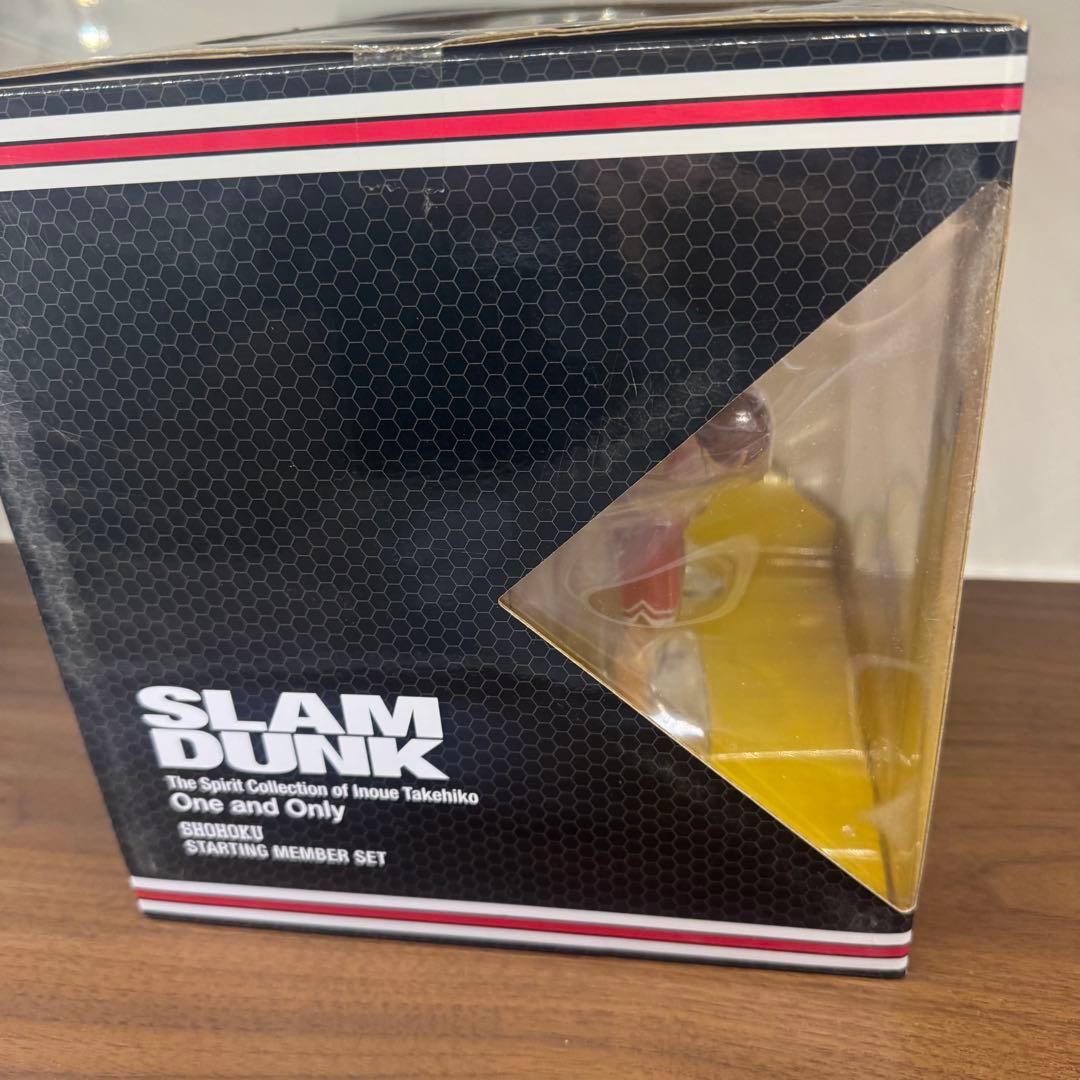 SLAM
DUNK
The Spirit Collection of Inoue Takehiko
One and Only
SHOHOKU
STARTING MEMBER SET